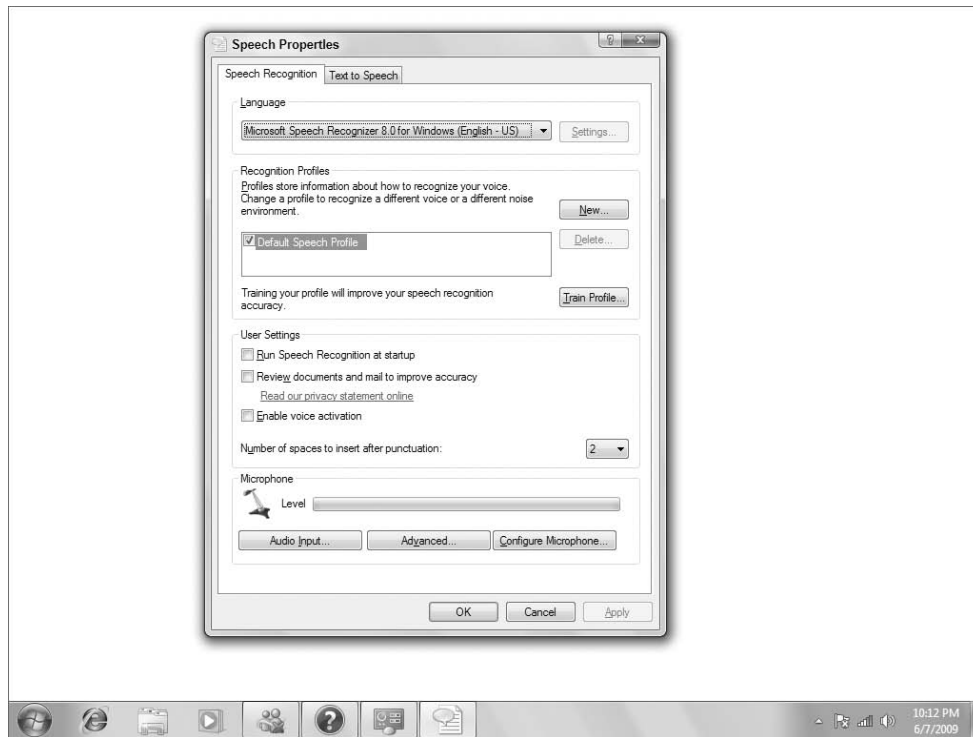 Speech Properties
Speech Recognition
Text to Speech
Language
Microsoft Speech Recognizer 8.0 for Windows (English - US)
Settings...
Recognition Profiles
Profiles store information about how to recognize your voice.
Change a profile to recognize a different voice or a different noise
environment.
New...
Default Speech Profile
Delete...
Training your profile will improve your speech recognition
accuracy.
Train Profile...
User Settings
Run Speech Recognition at startup
Review documents and mail to improve accuracy
Read our privacy statement online
Enable voice activation
Number of spaces to insert after punctuation:
2
Microphone
Level
Audio Input...
Advanced...
Configure Microphone...
OK
Cancel
Apply
10:12 PM
6/7/2009